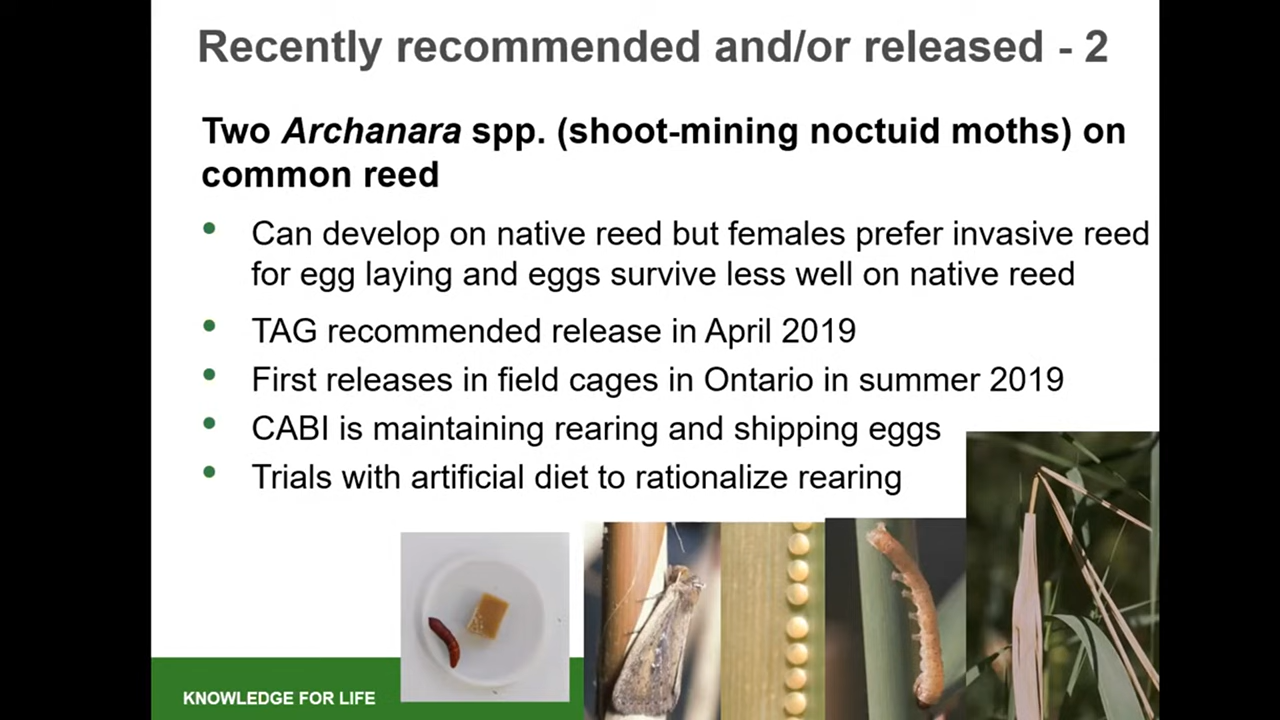 Recently recommended and/or released - 2
Two Archanara spp. (shoot-mining noctuid moths) on
common reed
• Can develop on native reed but females prefer invasive reed
for egg laying and eggs survive less well on native reed
• TAG recommended release in April 2019
• First releases in field cages in Ontario in summer 2019
• CABI is maintaining rearing and shipping eggs
• Trials with artificial diet to rationalize rearing
KNOWLEDGE FOR LIFE